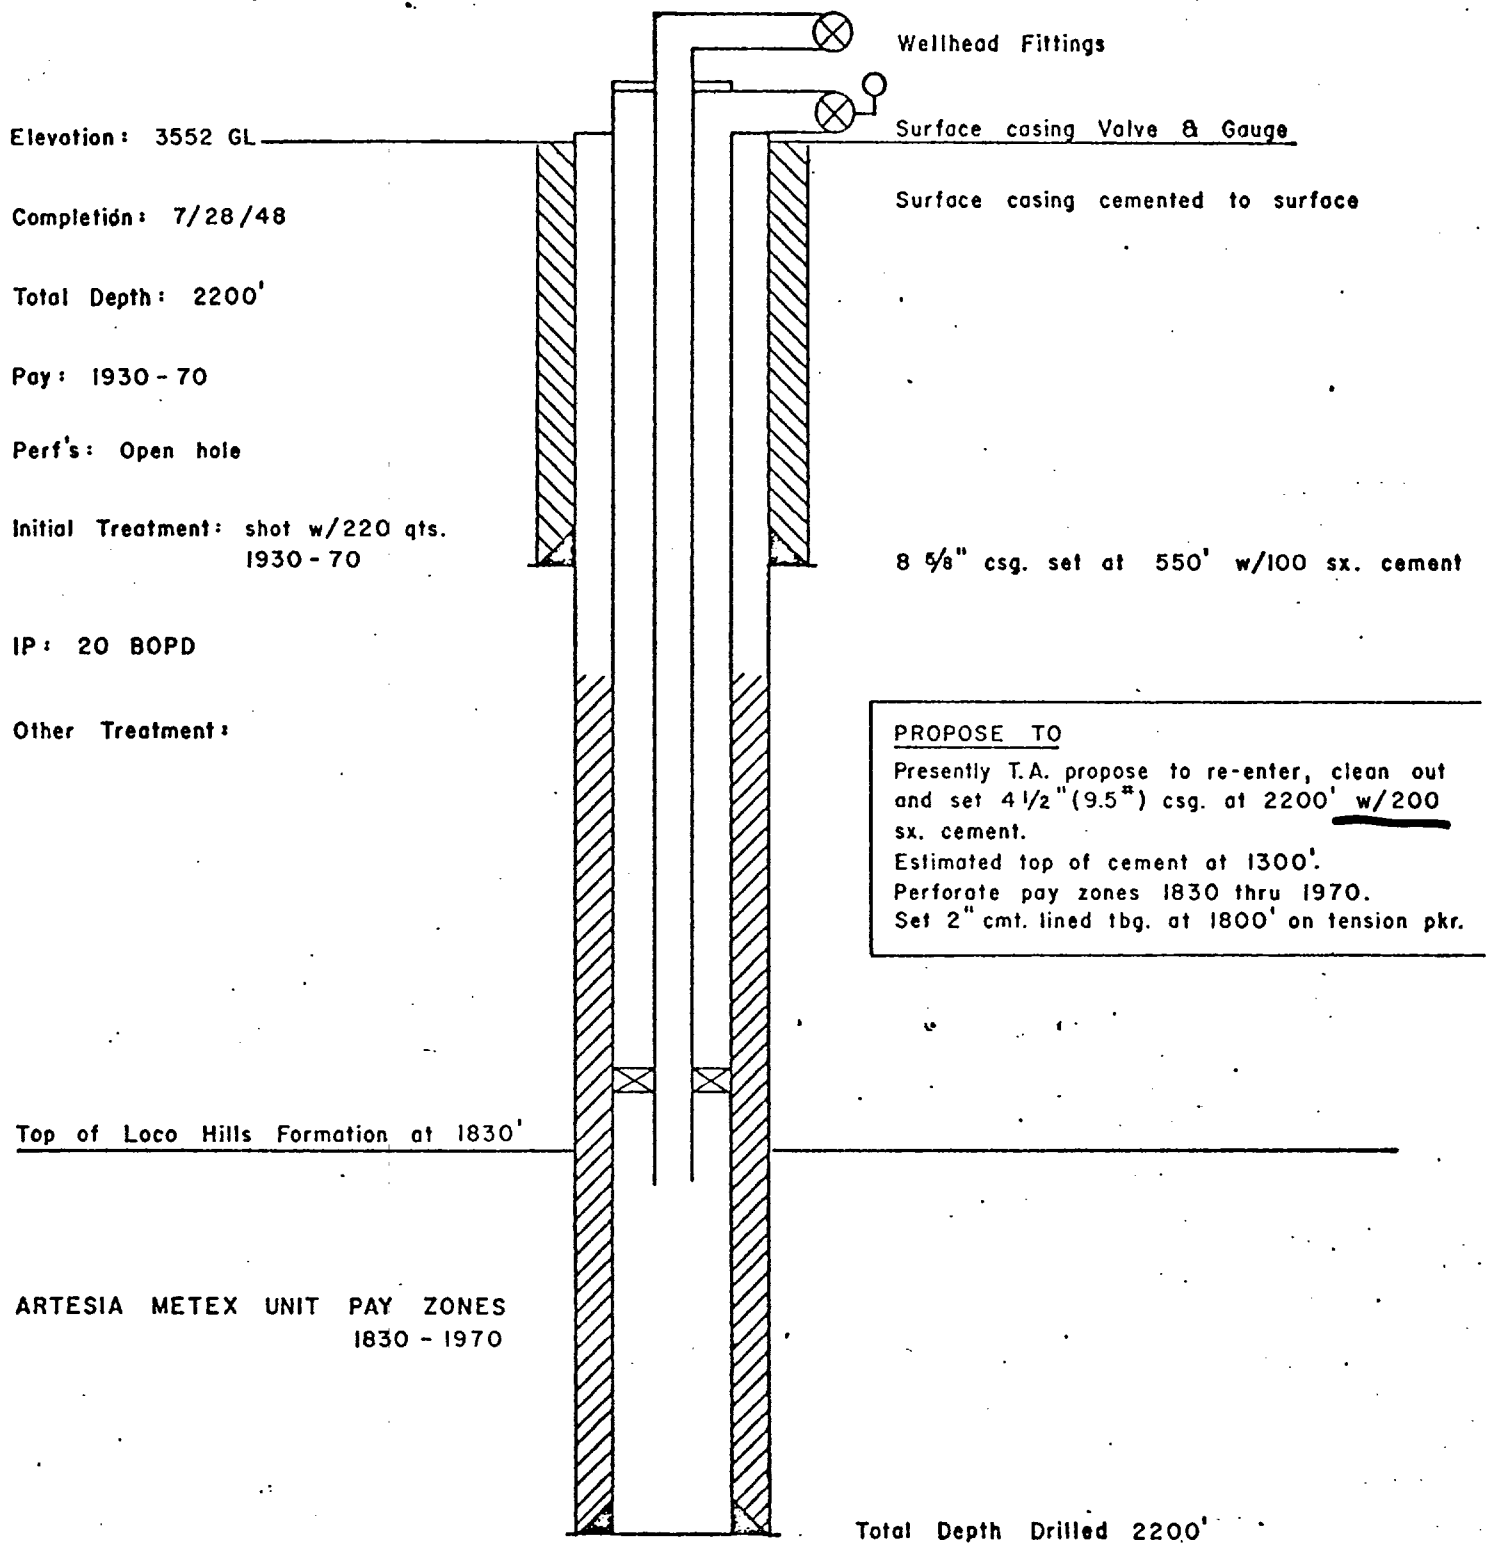 Wellhead Fittings
Elevation: 3552 GL
Surface casing Valve & Gauge
Completion: 7/28/48
Surface casing cemented to surface
Total Depth: 2200'
Pay: 1930-70
Perf's: Open hole
Initial Treatment: shot w/220 qts.
1930-70
8 5/8" csg. set at 550' w/100 sx. cement
IP: 20 BOPD
Other Treatment:
PROPOSE TO
Presently T.A. propose to re-enter, clean out
and set 4 1/2" (9.5#) csg. at 2200' w/200
sx. cement.
Estimated top of cement at 1300'.
Perforate pay zones 1830 thru 1970.
Set 2" cmt. lined tbg. at 1800' on tension pkr.
Top of Loco Hills Formation at 1830'
ARTESIA METEX UNIT PAY ZONES
1830 - 1970
Total Depth Drilled 2200'